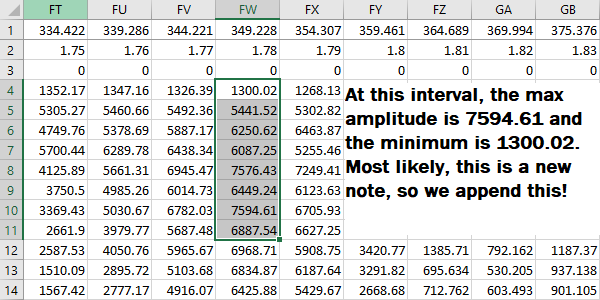 FT FU FV FW FX FY FZ GA GB
1 334.422 339.286 344.221 349.228 354.307 359.461 364.689 369.994 375.376
2 1.75 1.76 1.77 1.78 1.79 1.8 1.81 1.82 1.83
3 0 0 0 0 0 0 0 0 0
4 1352.17 1347.16 1326.39 1300.02 1268.13
5 5305.27 5460.66 5492.36 5441.52 5302.82
6 4749.76 5378.69 5887.17 6250.62 6463.87
7 5700.44 6289.78 6438.34 6087.25 5255.46
8 4125.89 5661.31 6945.47 7576.43 7249.41
9 3750.5 4985.26 6014.73 6449.24 6123.63
10 3369.43 5030.67 6782.03 7594.61 6705.93
11 2661.9 3979.77 5687.48 6887.54 6627.25
At this interval, the max
amplitude is 7594.61 and
the minimum is 1300.02.
Most likely, this is a new
note, so we append this!
12 2587.53 4050.76 5965.67 6968.71 5908.75 3420.77 1385.71 792.162 1187.37
13 1510.09 2895.72 5103.68 6834.87 6187.64 3291.82 695.634 530.205 937.138
14 1567.42 2777.17 4916.07 6425.88 5429.67 2668.68 712.762 603.493 901.105